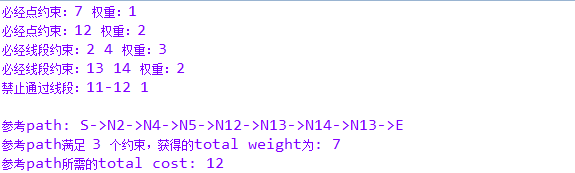 必经点约束: 7 权重: 1
必经点约束: 12 权重: 2
必经线段约束: 2 4 权重: 3
必经线段约束: 13 14 权重: 2
禁止通过线段: 11-12 1
参考path: S->N2->N4->N5->N12->N13->N14->N13->E
参考path满足 3 个约束,获得的total weight为: 7
参考path所需的total cost: 12